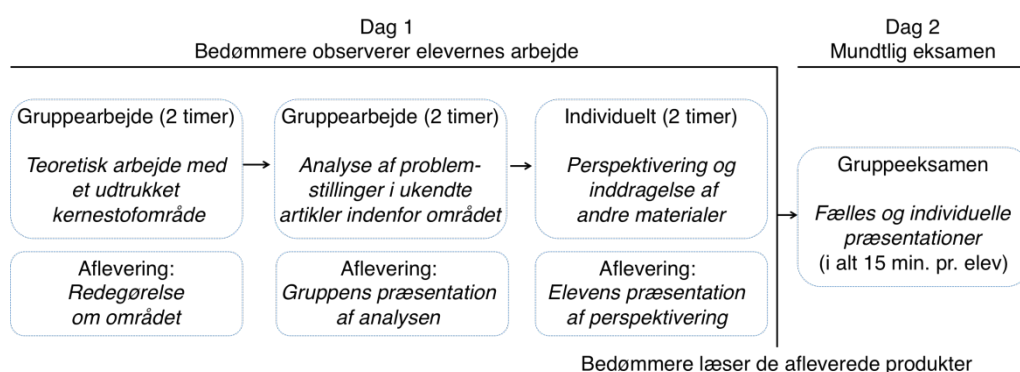 Dag 1
Bedømmere observerer elevernes arbejde
Dag 2
Mundtlig eksamen
Gruppearbejde (2 timer)
Teoretisk arbejde med
et udtrukket
kernestofområde
Gruppearbejde (2 timer)
Analyse af problem-
stillinger i ukendte
artikler indenfor området
Individuelt (2 timer)
Perspektivering og
inddragelse af
andre materialer
Gruppeeksamen
Fælles og individuelle
præsentationer
(i alt 15 min. pr. elev)
Aflevering:
Redegørelse
om området
Aflevering:
Gruppens præsentation
af analysen
Aflevering:
Elevens præsentation
af perspektivering
Bedømmere læser de afleverede produkter